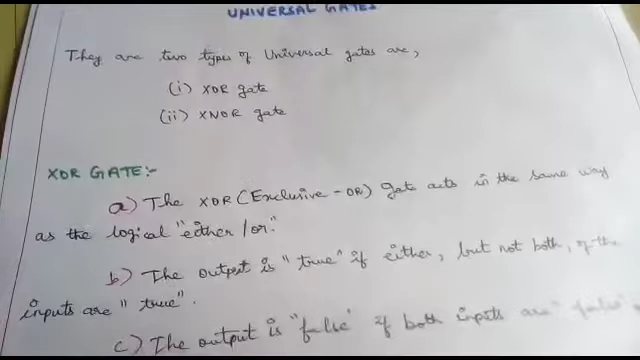 UNIVERSAL GATES
They are two types of Universal gates are,
(i) XOR gate
(ii) XNOR gate
XOR GATE:-
a) The XOR (Exclusive-OR) gate acts in the same way
as the logical "either/or."
b) The output is "true" if either, but not both, of the
inputs are "true".
c) The output is "false" if both inputs are "false"